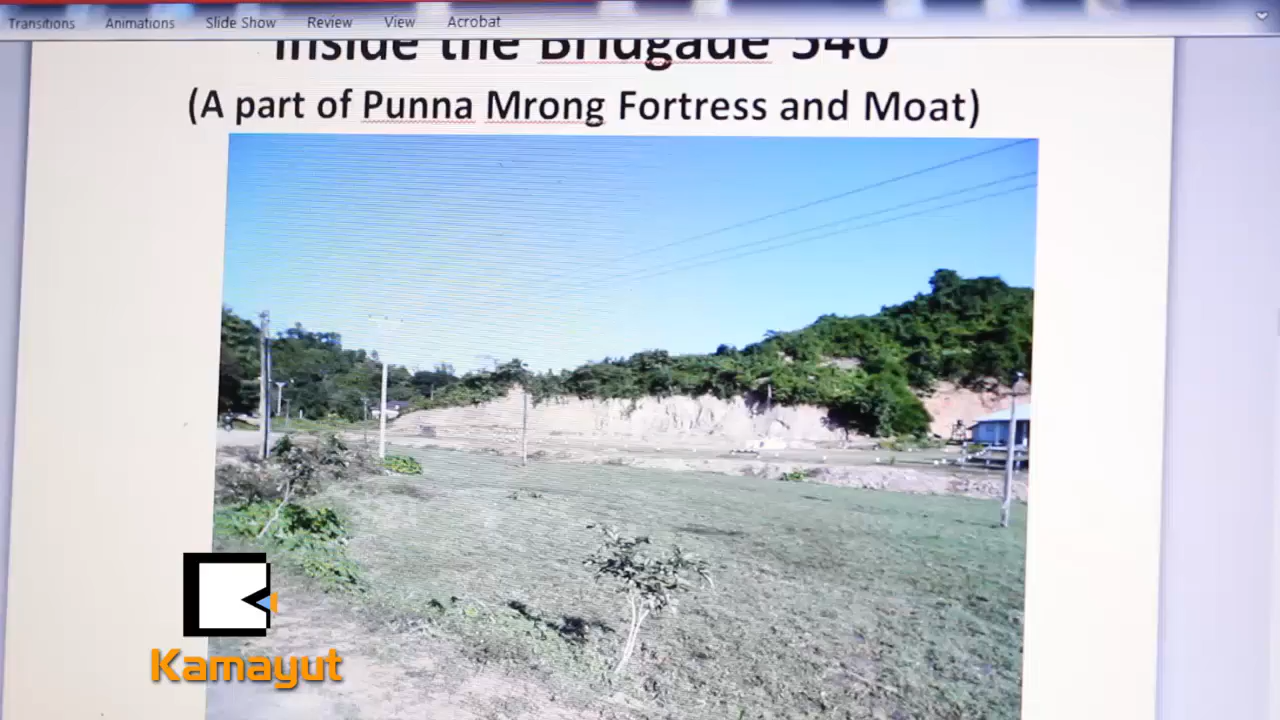 Transitions Animations Slide Show Review View Acrobat
Inside the Bridgade 540
(A part of Punna Mrong Fortress and Moat)
Kamayut